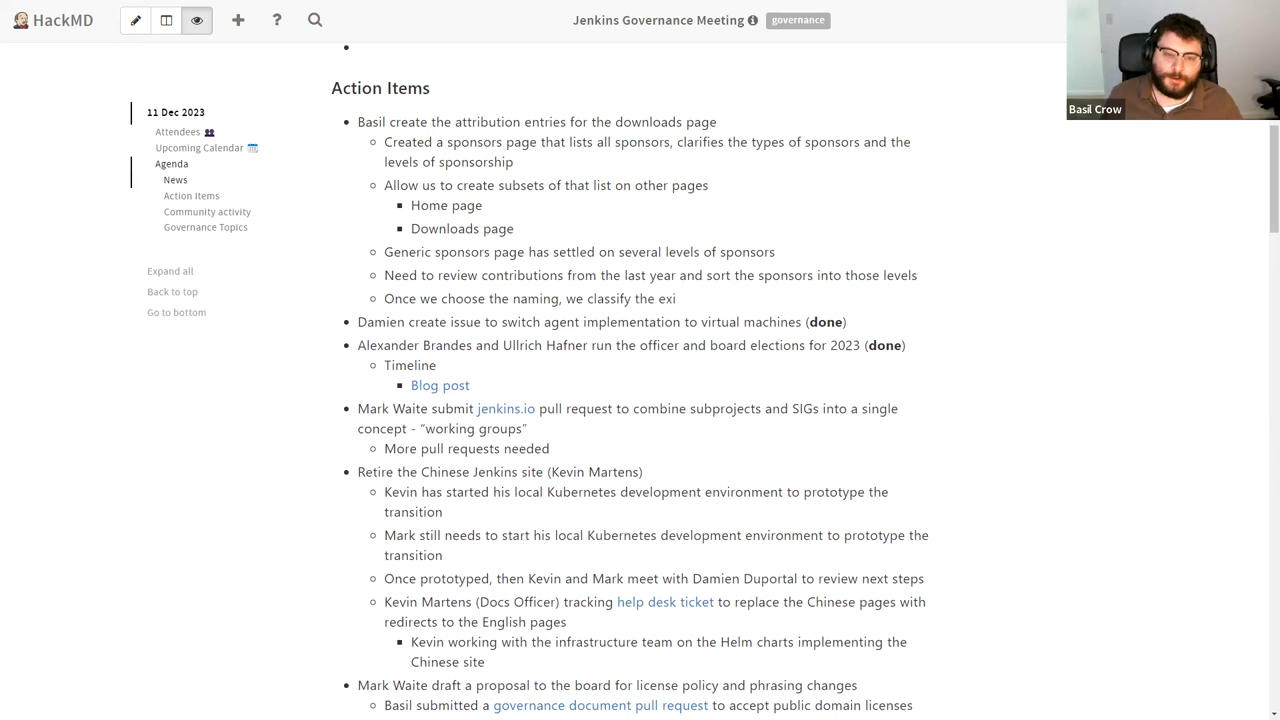 HackMD
Jenkins Governance Meeting
governance
Basil Crow
11 Dec 2023
Attendees
Upcoming Calendar
Agenda
News
Action Items
Community activity
Governance Topics
Expand all
Back to top
Go to bottom
Action Items
Basil create the attribution entries for the downloads page
Created a sponsors page that lists all sponsors, clarifies the types of sponsors and the
levels of sponsorship
Allow us to create subsets of that list on other pages
Home page
Downloads page
Generic sponsors page has settled on several levels of sponsors
Need to review contributions from the last year and sort the sponsors into those levels
Once we choose the naming, we classify the exi
Damien create issue to switch agent implementation to virtual machines (done)
Alexander Brandes and Ullrich Hafner run the officer and board elections for 2023 (done)
Timeline
Blog post
Mark Waite submit jenkins.io pull request to combine subprojects and SIGs into a single
concept - “working groups”
More pull requests needed
Retire the Chinese Jenkins site (Kevin Martens)
Kevin has started his local Kubernetes development environment to prototype the
transition
Mark still needs to start his local Kubernetes development environment to prototype the
transition
Once prototyped, then Kevin and Mark meet with Damien Duportal to review next steps
Kevin Martens (Docs Officer) tracking help desk ticket to replace the Chinese pages with
redirects to the English pages
Kevin working with the infrastructure team on the Helm charts implementing the
Chinese site
Mark Waite draft a proposal to the board for license policy and phrasing changes
Basil submitted a governance document pull request to accept public domain licenses